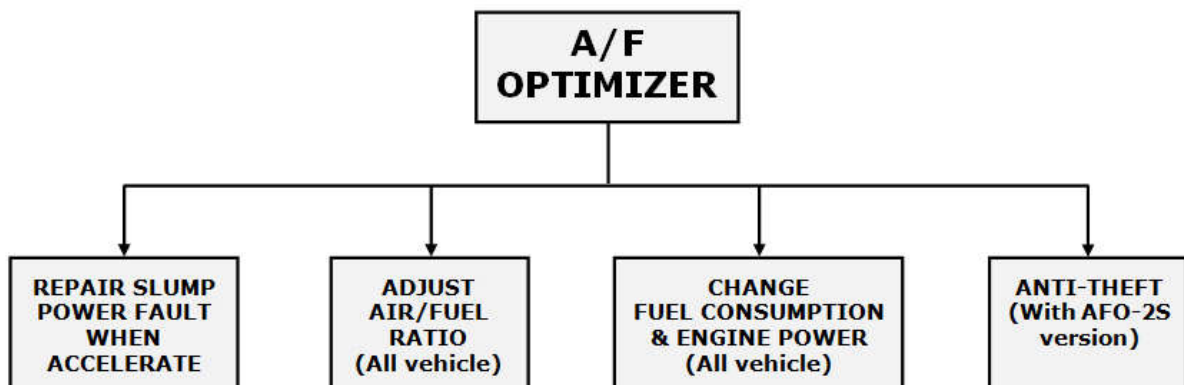 A/F
OPTIMIZER
REPAIR SLUMP
POWER FAULT
WHEN
ACCELERATE
ADJUST
AIR/FUEL
RATIO
(All vehicle)
CHANGE
FUEL CONSUMPTION
& ENGINE POWER
(All vehicle)
ANTI-THEFT
(With AFO-2S
version)